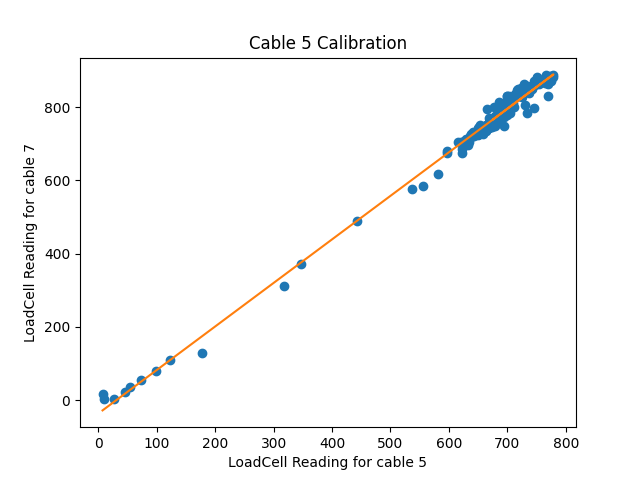 Cable 5 Calibration
LoadCell Reading for cable 7
800
600
400
200
0
0 100 200 300 400 500 600 700 800
LoadCell Reading for cable 5